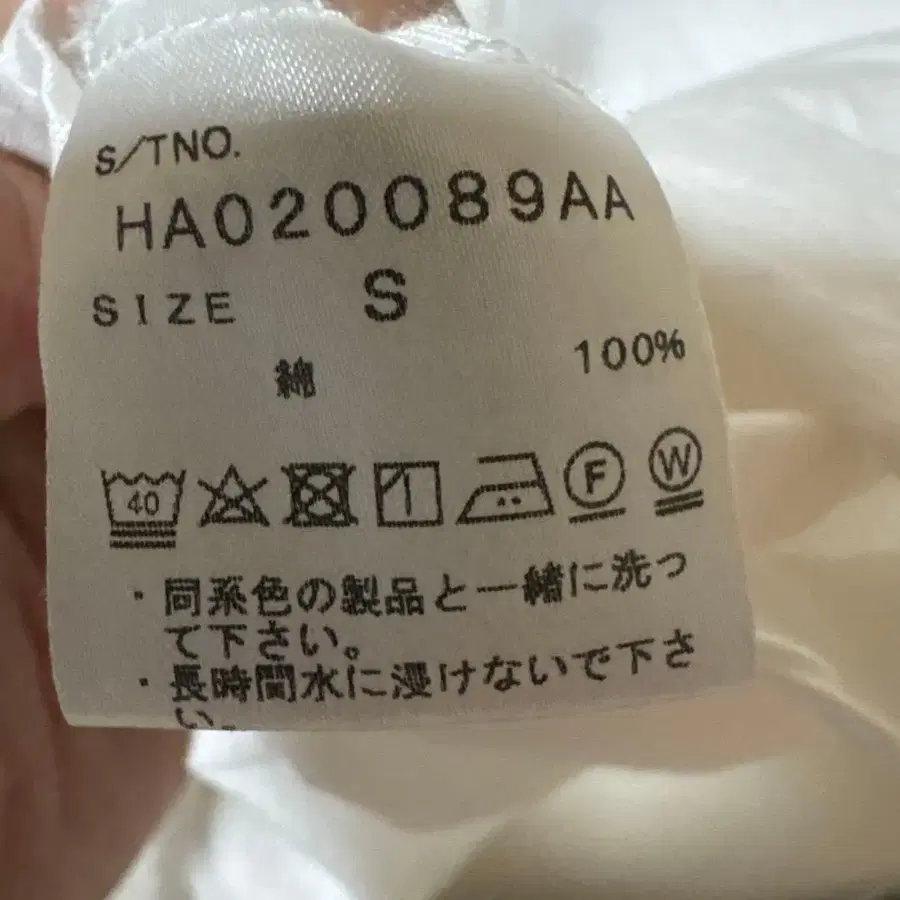 S/TNO.
HA020089AA
SIZE S
綿 100%
40 F W
・同系色の製品と一緒に洗っ
て下さい。
・長時間水に浸けないで下さ
い。